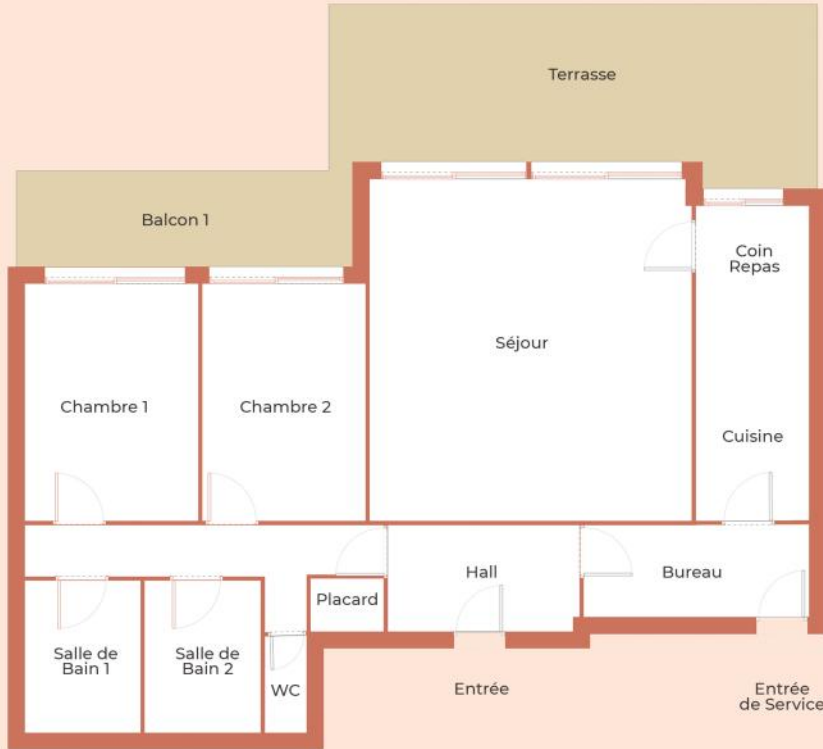 Terrasse
Balcon 1
Coin
Repas
Séjour
Chambre 1
Chambre 2
Cuisine
Hall
Bureau
Placard
Salle de
Bain 1
Salle de
Bain 2
WC
Entrée
Entrée
de Service